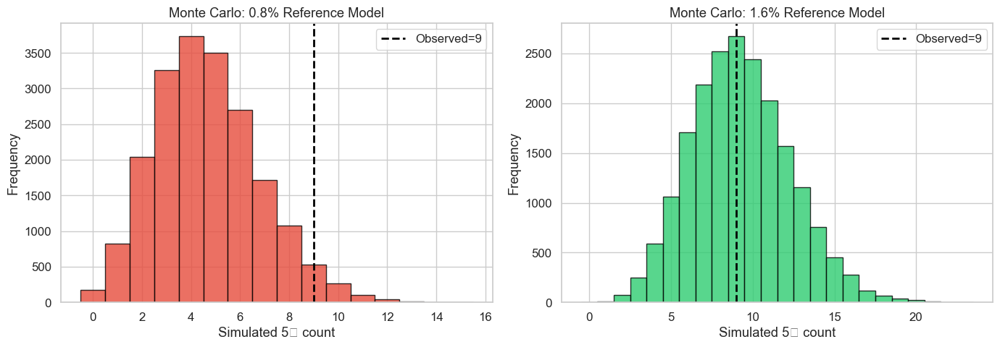 Monte Carlo: 0.8% Reference Model
Observed=9
Frequency
3500
3000
2500
2000
1500
1000
500
0
0 2 4 6 8 10 12 14 16
Simulated 5▯ count
Monte Carlo: 1.6% Reference Model
Observed=9
Frequency
2500
2000
1500
1000
500
0
0 5 10 15 20
Simulated 5▯ count